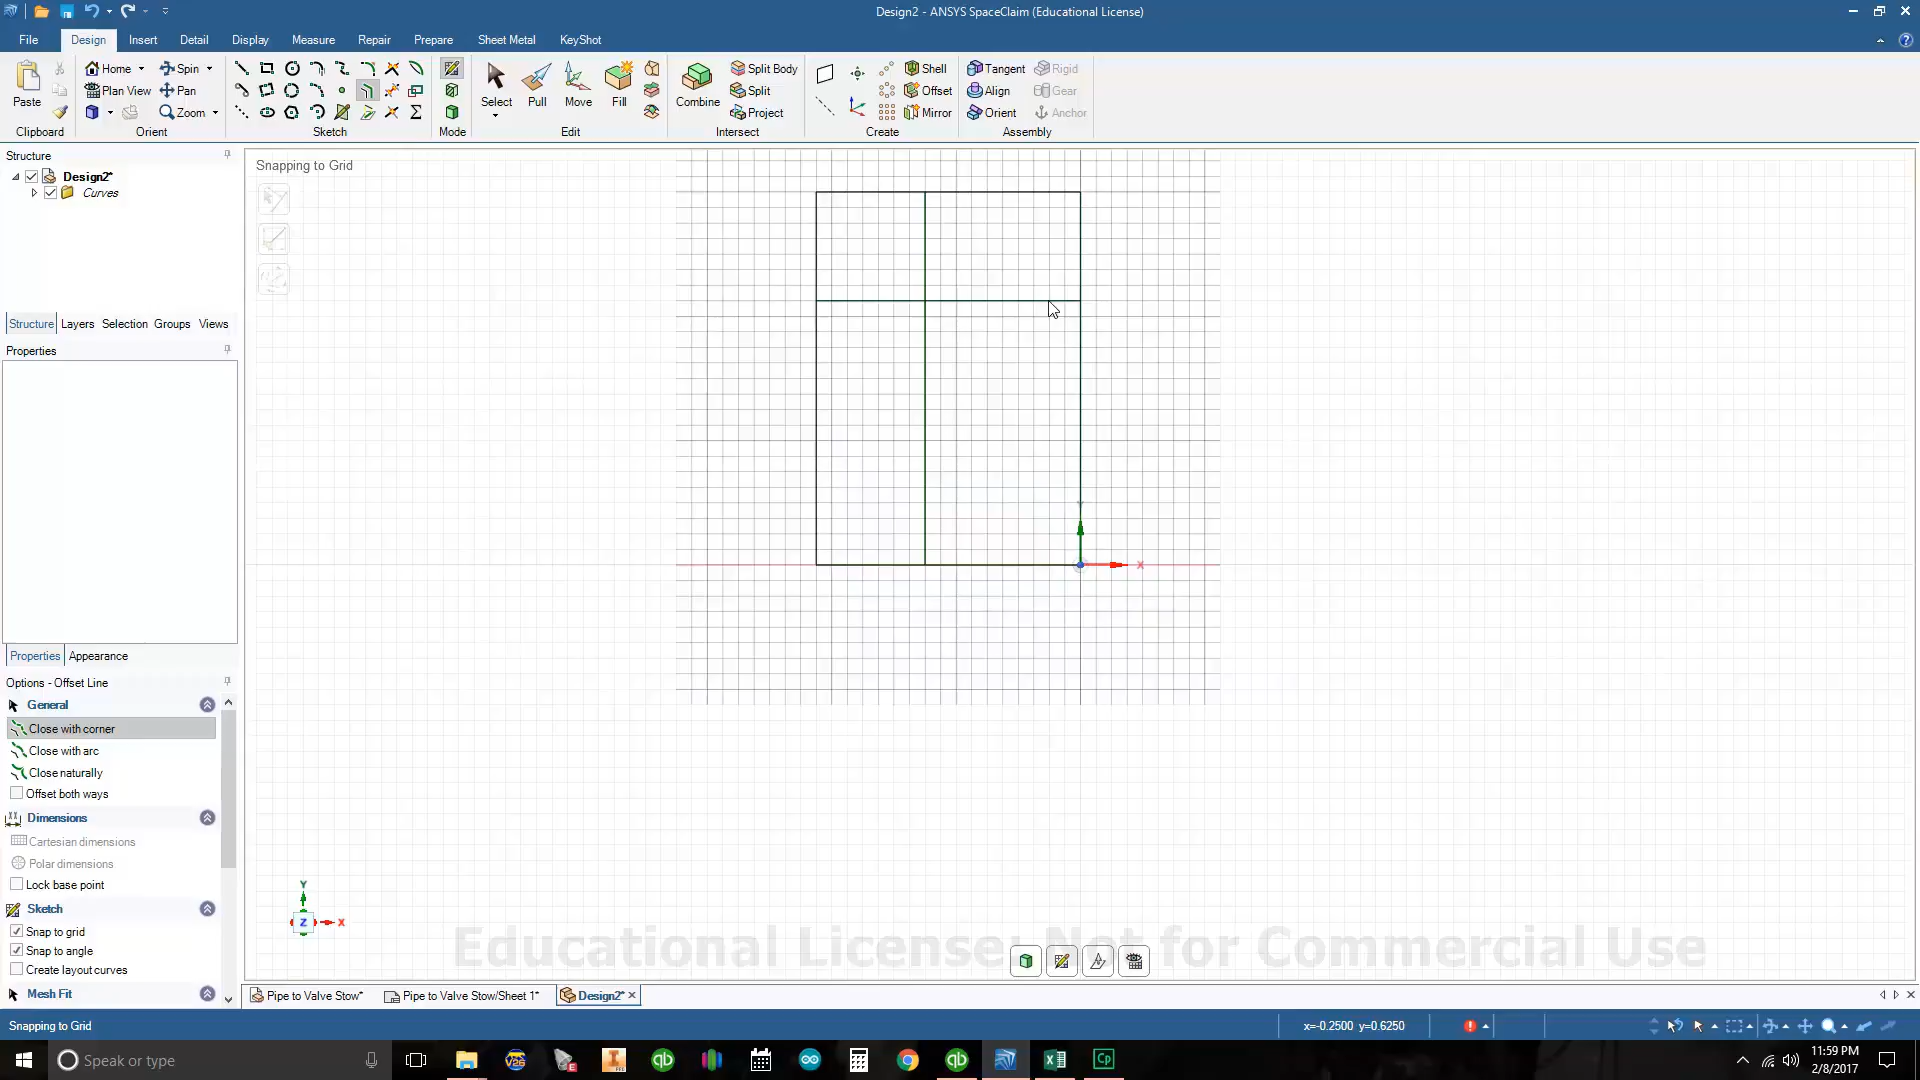 Design2 - ANSYS SpaceClaim (Educational License)
File Design Insert Detail Display Measure Repair Prepare Sheet Metal KeyShot
Paste
Clipboard
Home Spin
Plan View Pan
Zoom
Orient
Sketch
Mode
Select Pull Move Fill
Edit
Combine
Split Body
Split
Project
Intersect
Shell
Offset
Mirror
Create
Tangent Rigid
Align Gear
Orient Anchor
Assembly
Structure
Design2*
Curves
Structure Layers Selection Groups Views
Properties
Properties Appearance
Options - Offset Line
General
Close with corner
Close with arc
Close naturally
Offset both ways
Dimensions
Cartesian dimensions
Polar dimensions
Lock base point
Sketch
Snap to grid
Snap to angle
Create layout curves
Mesh Fit
Snapping to Grid
X
Y
Z X
Educational License: Not for Commercial Use
Pipe to Valve Stow* Pipe to Valve Stow/Sheet 1* Design2*
Snapping to Grid
x=-0.2500 y=0.6250
Speak or type
11:59 PM
2/8/2017